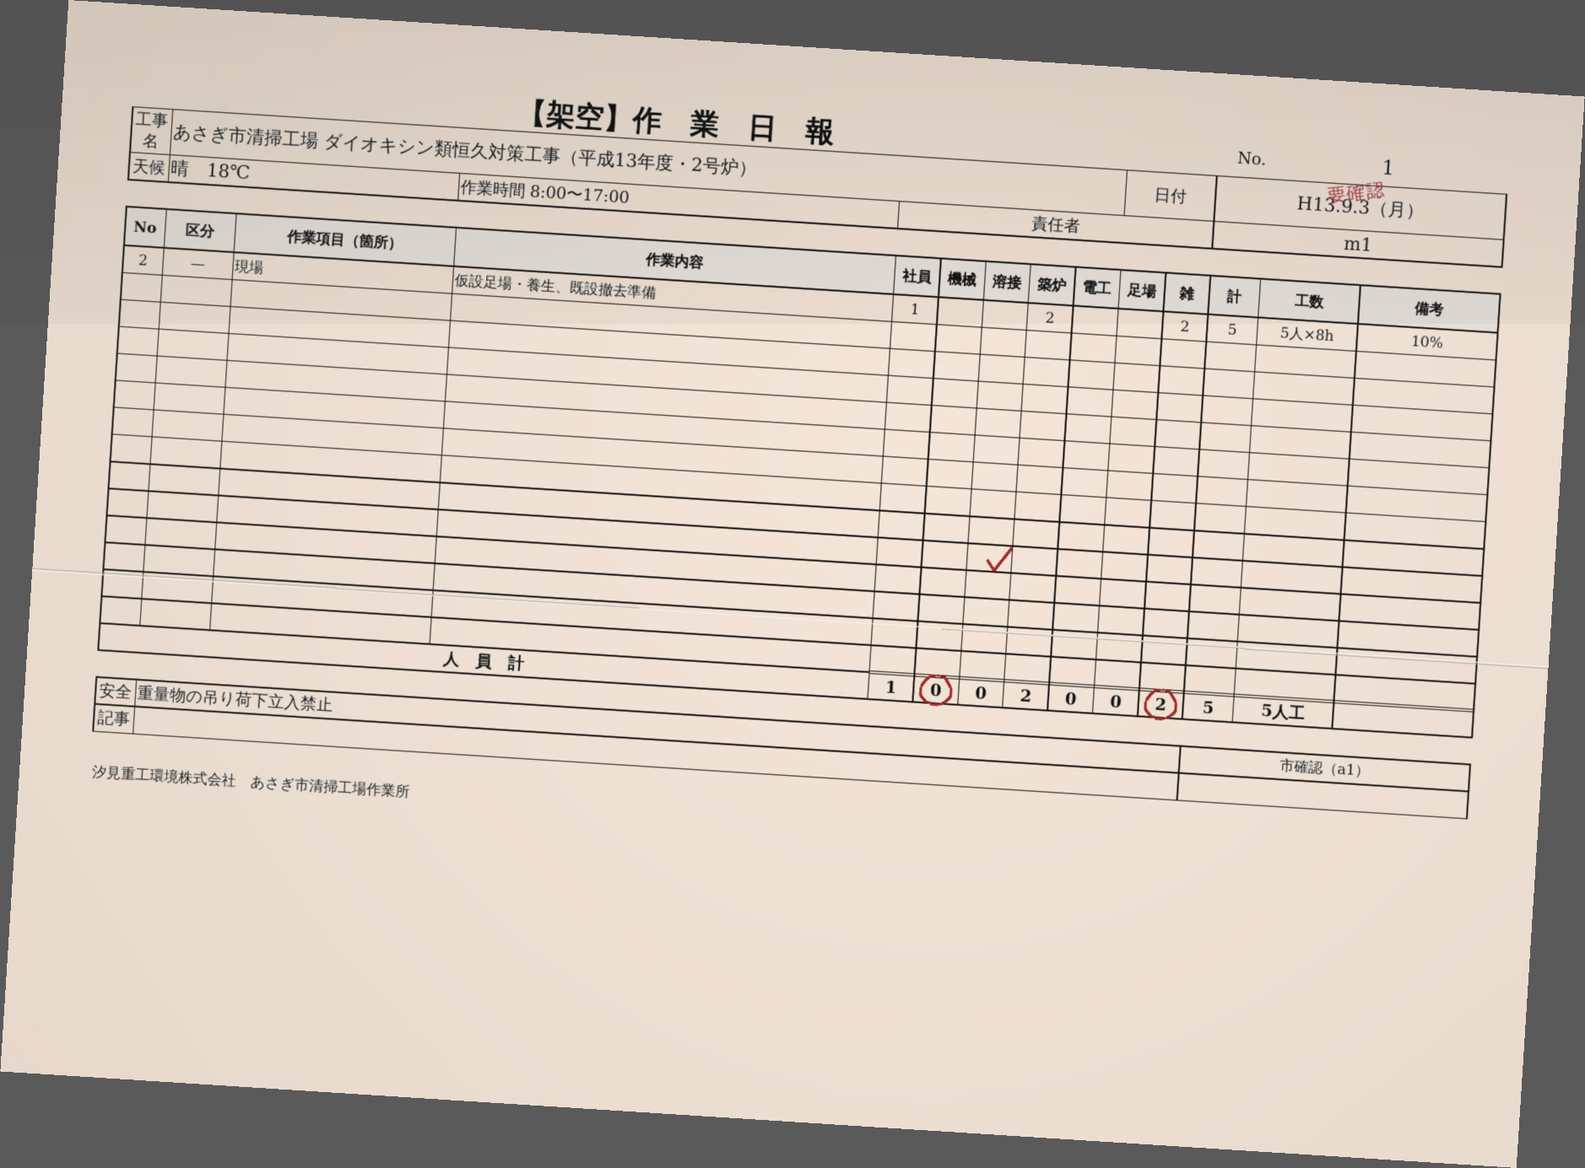 【架空】作 業 日 報
No. 1
工事名 あさぎ市清掃工場 ダイオキシン類恒久対策工事（平成13年度・2号炉） 日付 H13.9.3（月）
要確認
天候 晴 18℃ 作業時間 8:00〜17:00 責任者 m1
No 区分 作業項目（箇所） 作業内容 社員 機械 溶接 築炉 電工 足場 雑 計 工数 備考
2 — 現場 仮設足場・養生、既設撤去準備 1 2 2 5 5人×8h 10%
人 員 計 1 0 0 2 0 0 2 5 5人工
安全 重量物の吊り荷下立入禁止 市確認（a1）
記事
汐見重工環境株式会社 あさぎ市清掃工場作業所